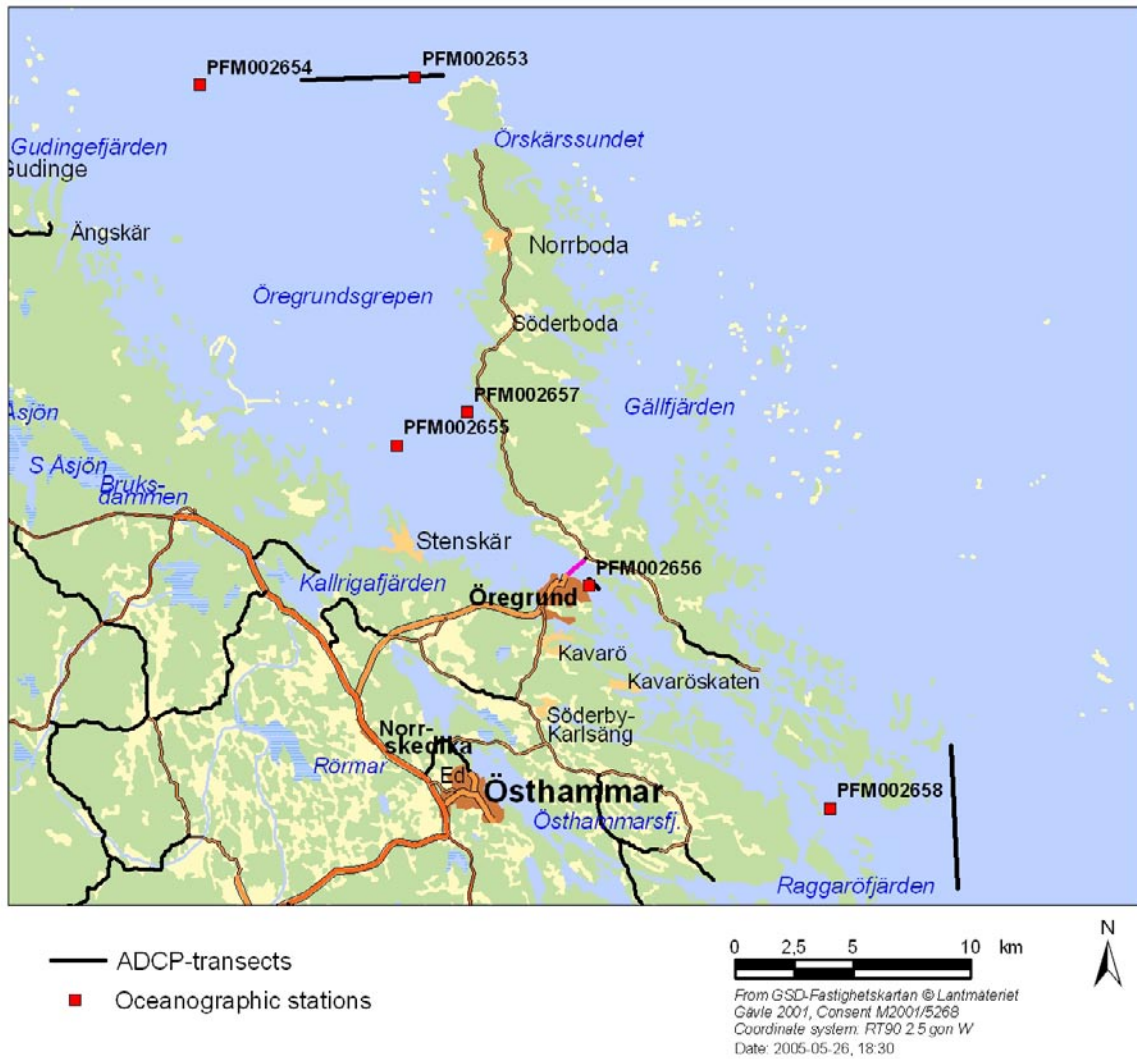 PFM002653
PFM002654
Gudingefjärden
Gudinge
Örskärssundet
Ängskär
Norrboda
Öregrundsgrepen
Söderboda
PFM002657
Gällfjärden
Åsjön
PFM002655
S Åsjön
Bruks-
dammen
Stenskär
PFM002656
Kallrigafjärden
Öregrund
Kavarö
Kavaröskaten
Söderby-
Karlsäng
Norr-
skedika
Rörmar
Ed
Östhammar
PFM002658
Östhammarsfj.
Raggaröfjärden
N
ADCP-transects
0 2,5 5 10 km
Oceanographic stations
From GSD-Fastighetskartan © Lantmäteriet
Gävle 2001, Consent M2001/5268
Coordinate system: RT90 2.5 gon W
Date: 2005-05-26, 18:30